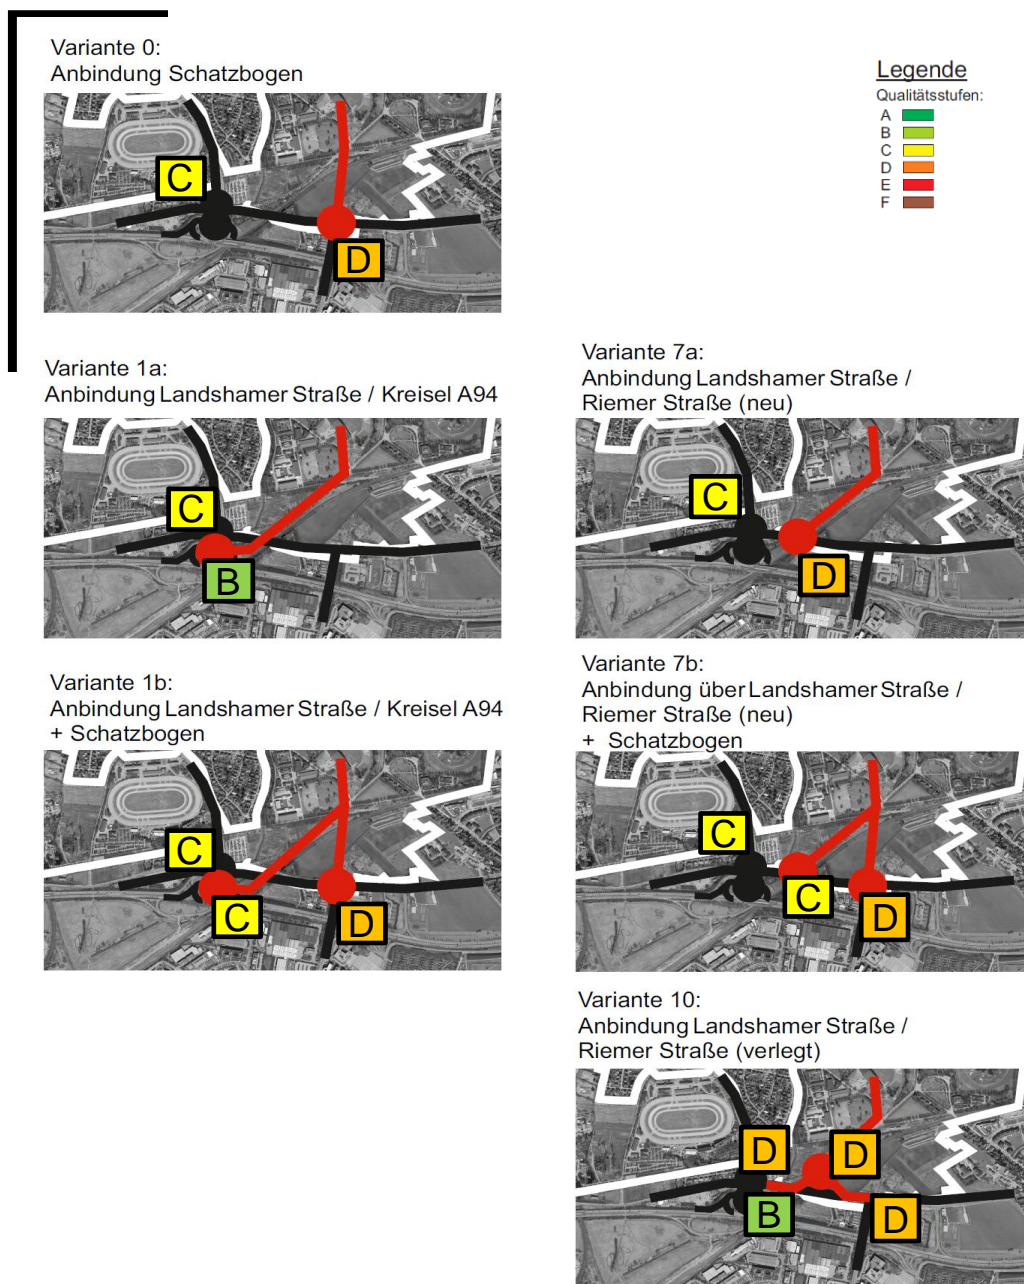 Variante 0:
Anbindung Schatzbogen
C
D
Legende
Qualitätsstufen:
A
B
C
D
E
F
Variante 1a:
Anbindung Landshamer Straße / Kreisel A94
C
B
Variante 7a:
Anbindung Landshamer Straße /
Riemer Straße (neu)
C
D
Variante 1b:
Anbindung Landshamer Straße / Kreisel A94
+ Schatzbogen
C
C
D
Variante 7b:
Anbindung über Landshamer Straße /
Riemer Straße (neu)
+ Schatzbogen
C
C
D
Variante 10:
Anbindung Landshamer Straße /
Riemer Straße (verlegt)
D
D
B
D